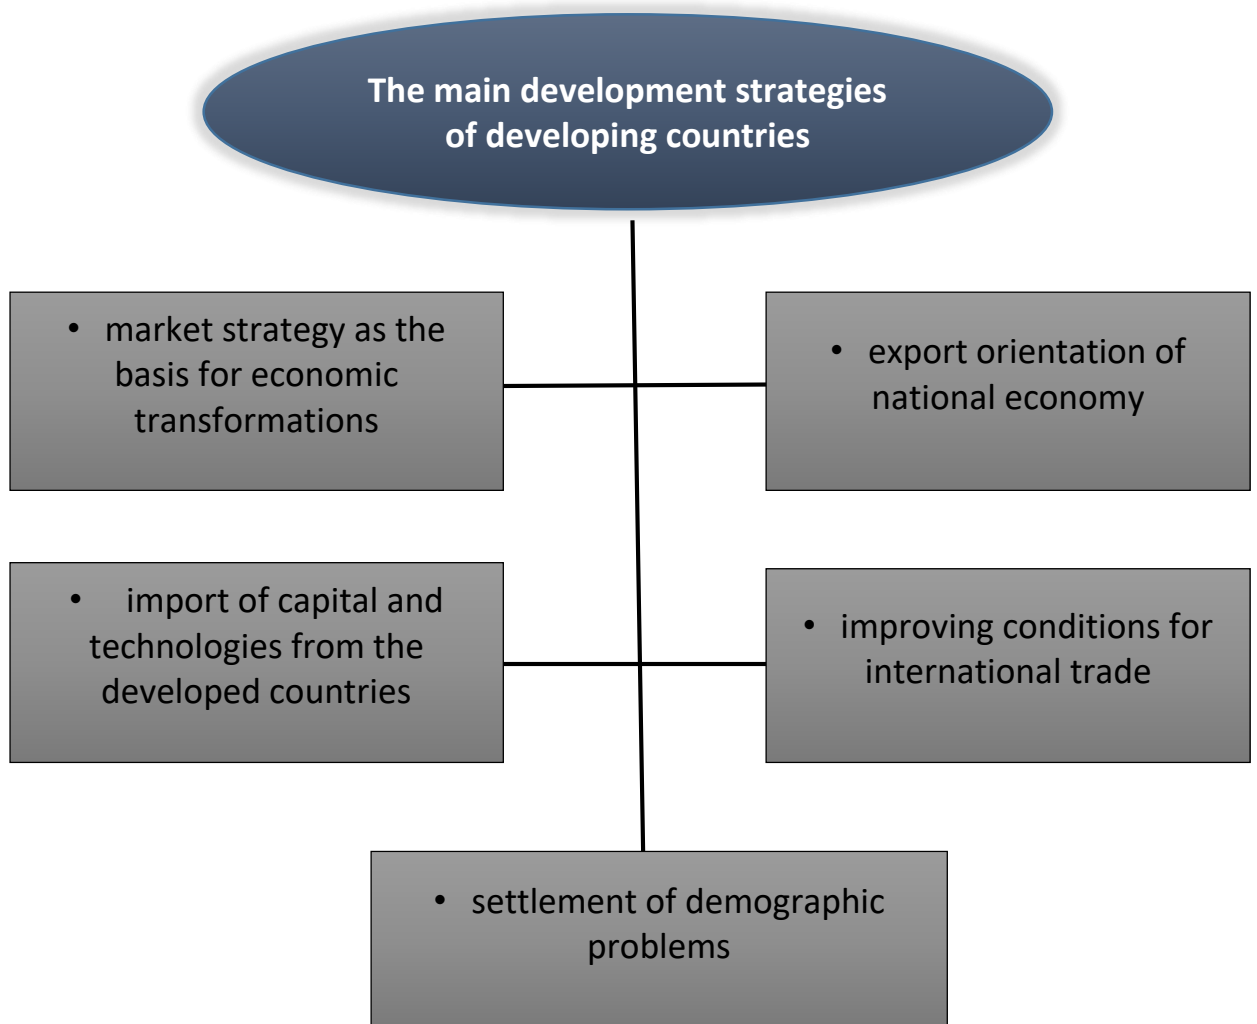 The main development strategies
of developing countries
• market strategy as the
basis for economic
transformations
• export orientation of
national economy
• import of capital and
technologies from the
developed countries
• improving conditions for
international trade
• settlement of demographic
problems